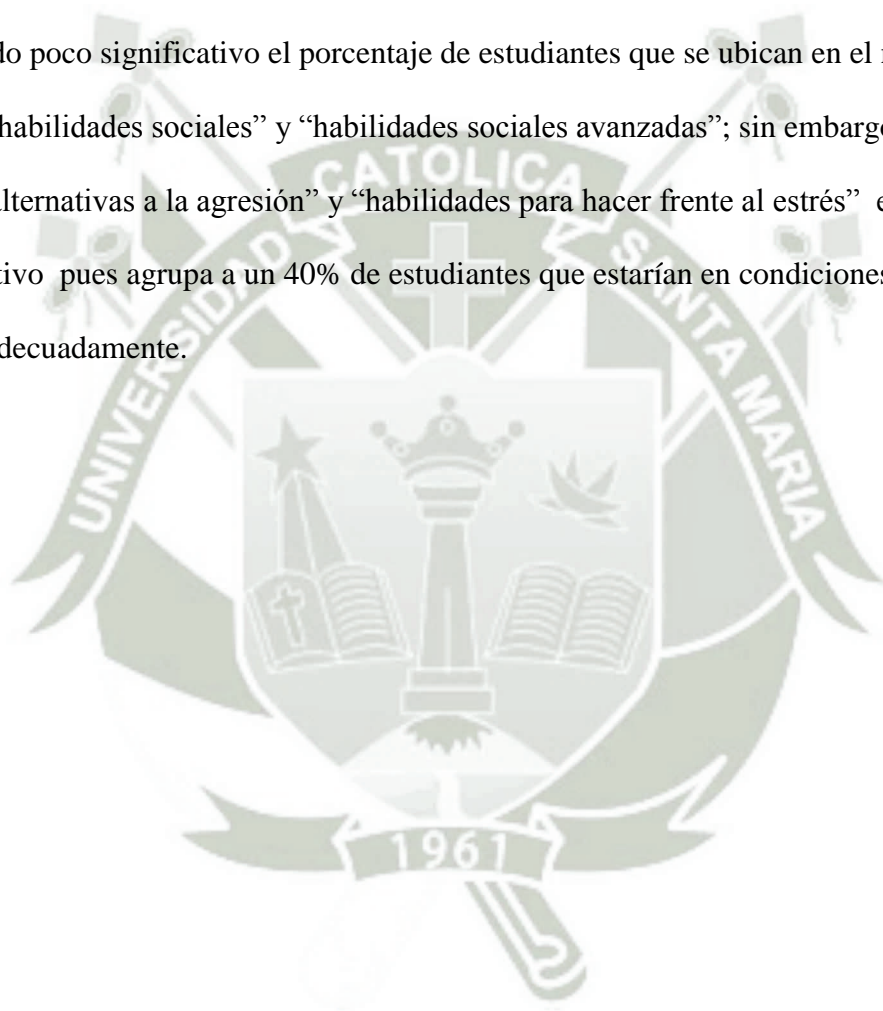 do poco significativo el porcentaje de estudiantes que se ubican en el
habilidades sociales” y “habilidades sociales avanzadas”; sin embargo
alternativas a la agresión” y “habilidades para hacer frente al estrés”
tivo pues agrupa a un 40% de estudiantes que estarían en condiciones
decuadamente.
UNIVERSIDAD CATOLICA SANTA MARIA
1961